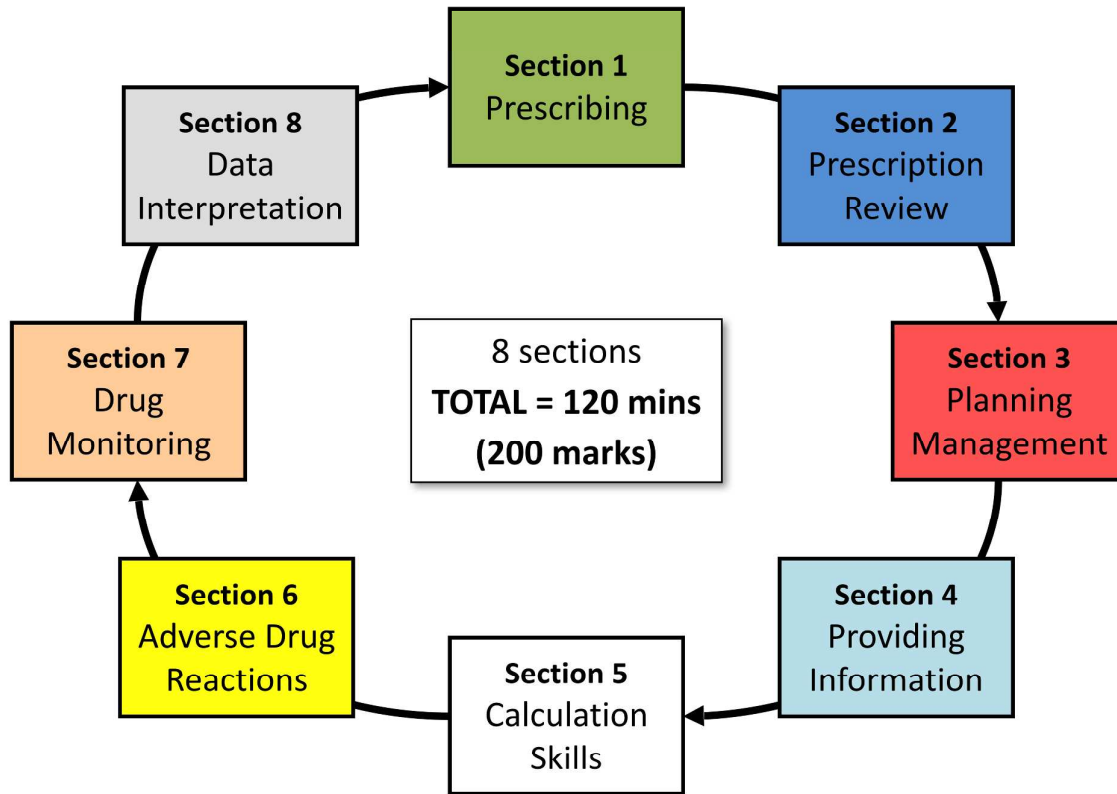 Section 1
Prescribing
Section 2
Prescription
Review
Section 3
Planning
Management
Section 4
Providing
Information
Section 5
Calculation
Skills
Section 6
Adverse Drug
Reactions
Section 7
Drug
Monitoring
Section 8
Data
Interpretation
8 sections
TOTAL = 120 mins
(200 marks)